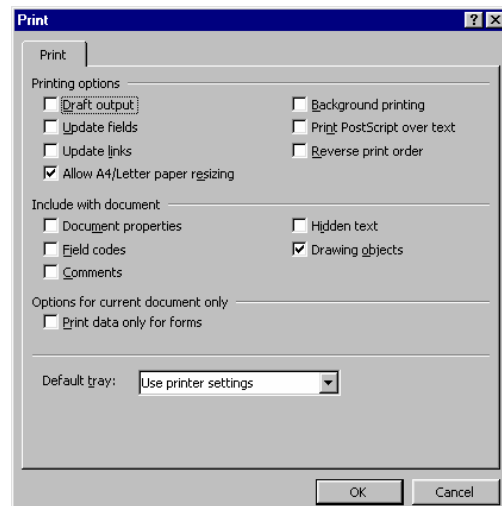 Print
Print
Printing options
Draft output
Background printing
Update fields
Print PostScript over text
Update links
Reverse print order
Allow A4/Letter paper resizing
Include with document
Document properties
Hidden text
Field codes
Drawing objects
Comments
Options for current document only
Print data only for forms
Default tray: Use printer settings
OK Cancel